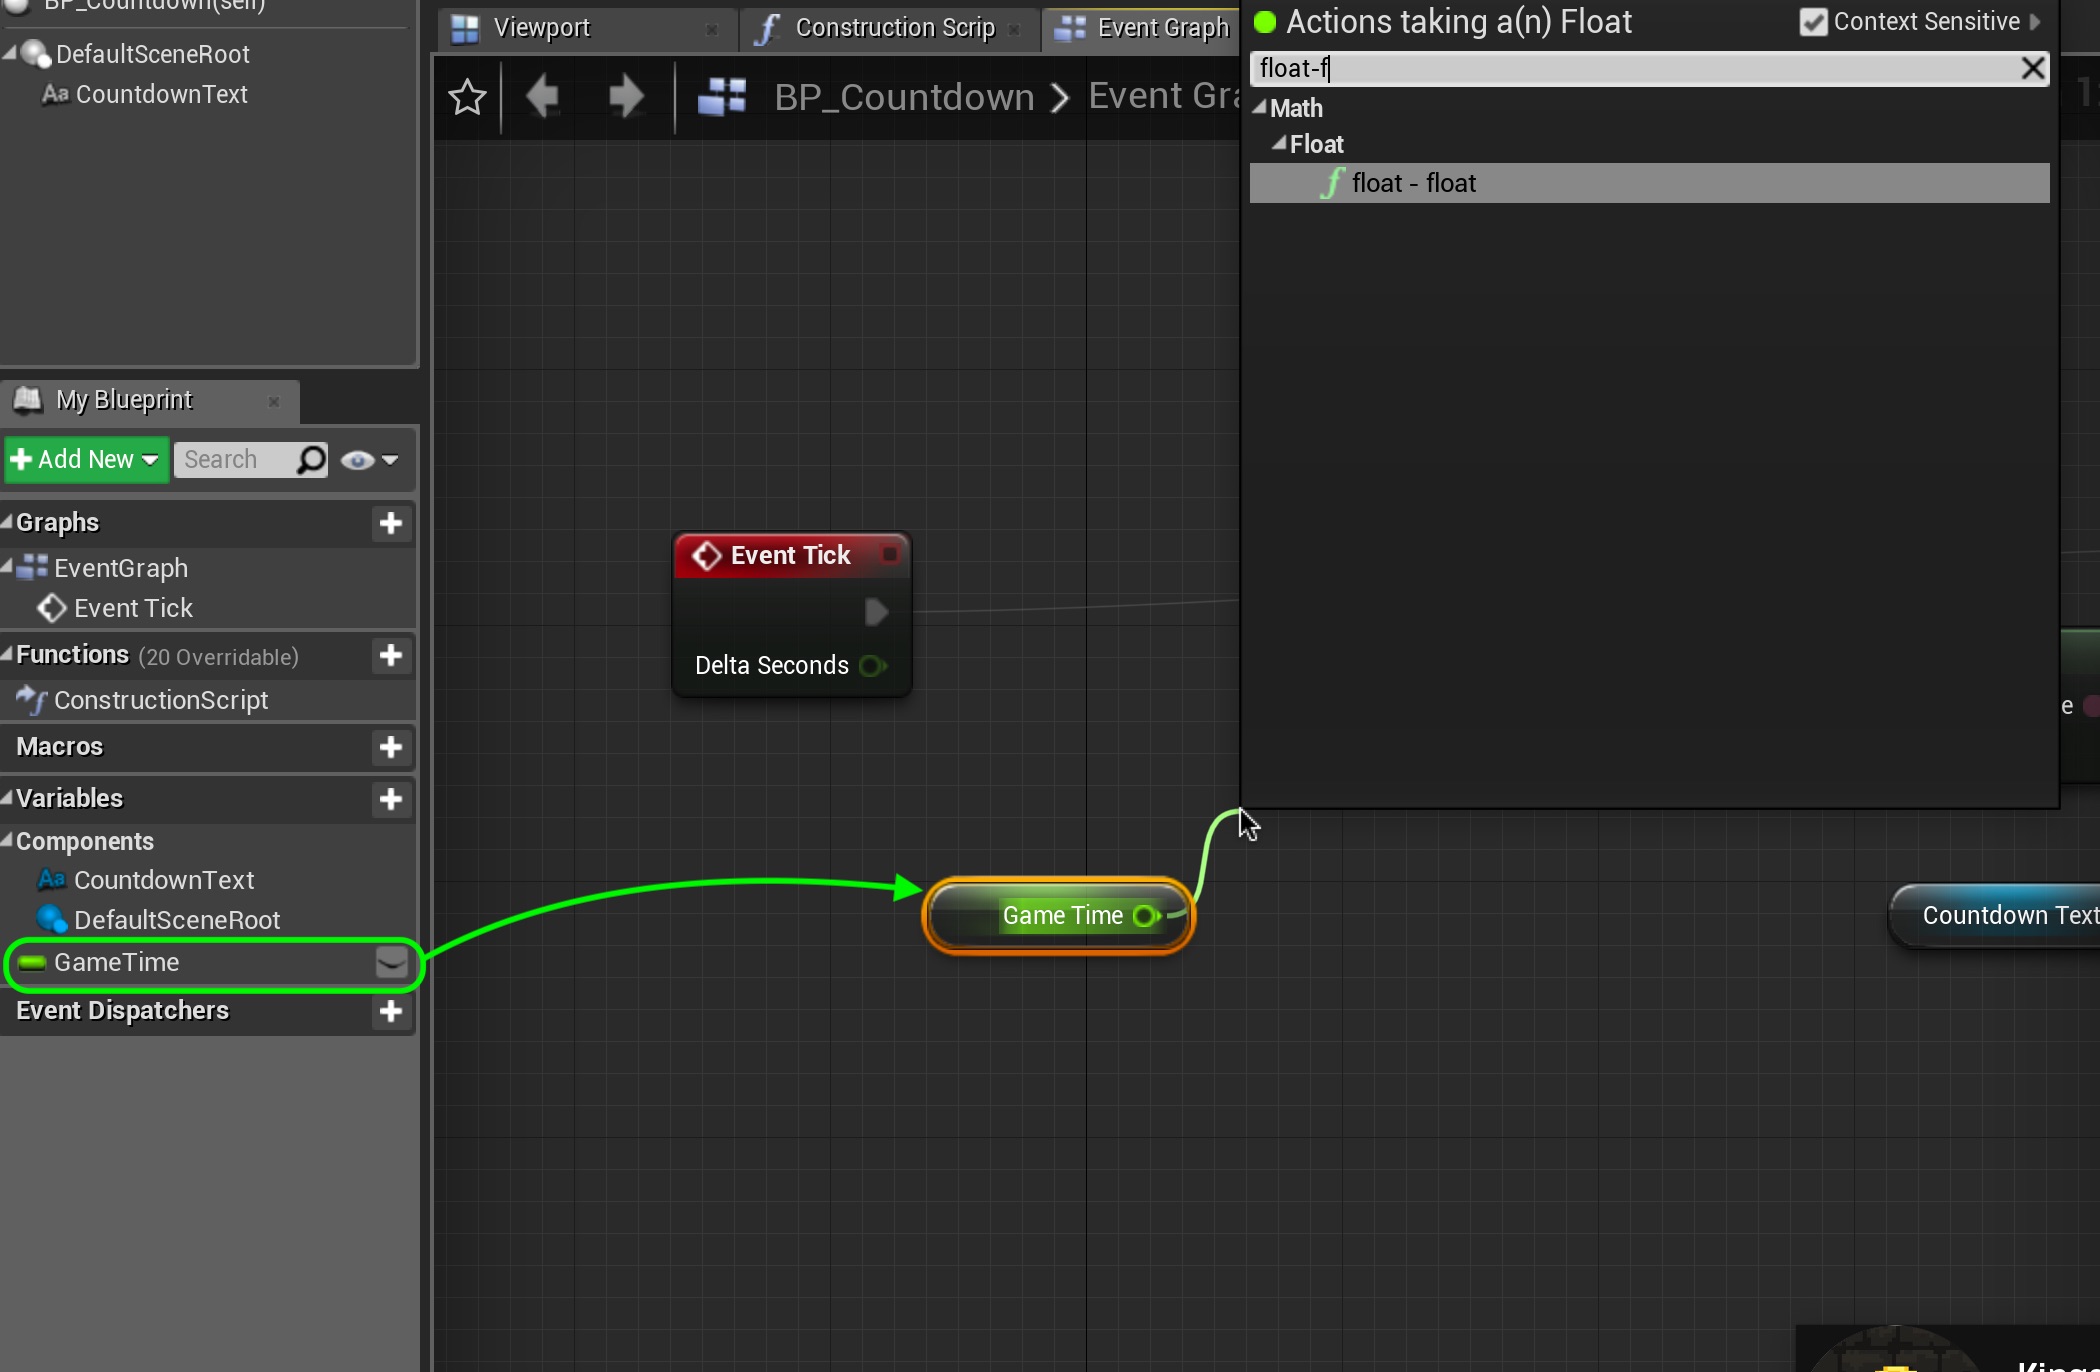 BP_Countdown(self)
DefaultSceneRoot
Aa CountdownText
My Blueprint
Add New
Search
Graphs
EventGraph
Event Tick
Functions (20 Overridable)
ConstructionScript
Macros
Variables
Components
Aa CountdownText
DefaultSceneRoot
GameTime
Event Dispatchers
Viewport
f Construction Scrip
Event Graph
BP_Countdown > Event Gra
Event Tick
Delta Seconds
Game Time
Actions taking a(n) Float
Context Sensitive
float-f
Math
Float
f float - float
e
Countdown Text